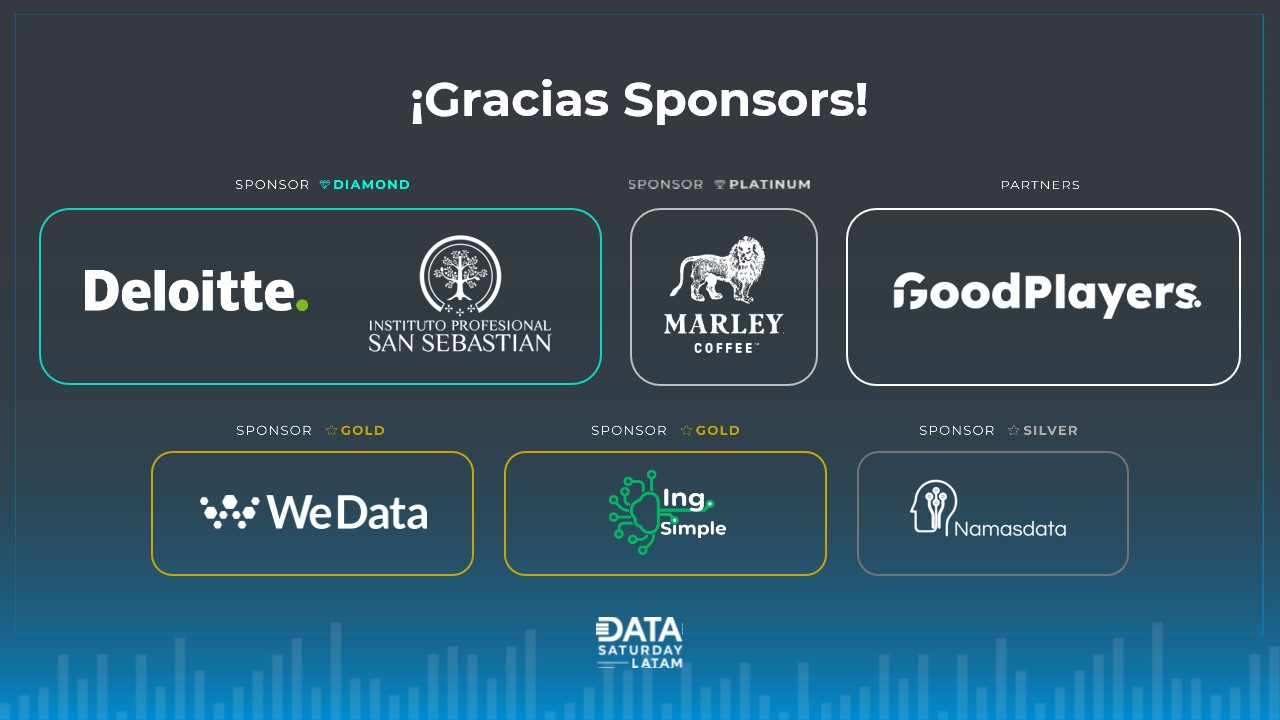 ¡Gracias Sponsors!
SPONSOR DIAMOND
SPONSOR PLATINUM
PARTNERS
Deloitte.
INSTITUTO PROFESIONAL
SAN SEBASTIAN
MARLEY
COFFEE™
GoodPlayers.
SPONSOR GOLD
SPONSOR GOLD
SPONSOR SILVER
WeData
Ing.
Simple
Namasdata
DATA
SATURDAY
LATAM